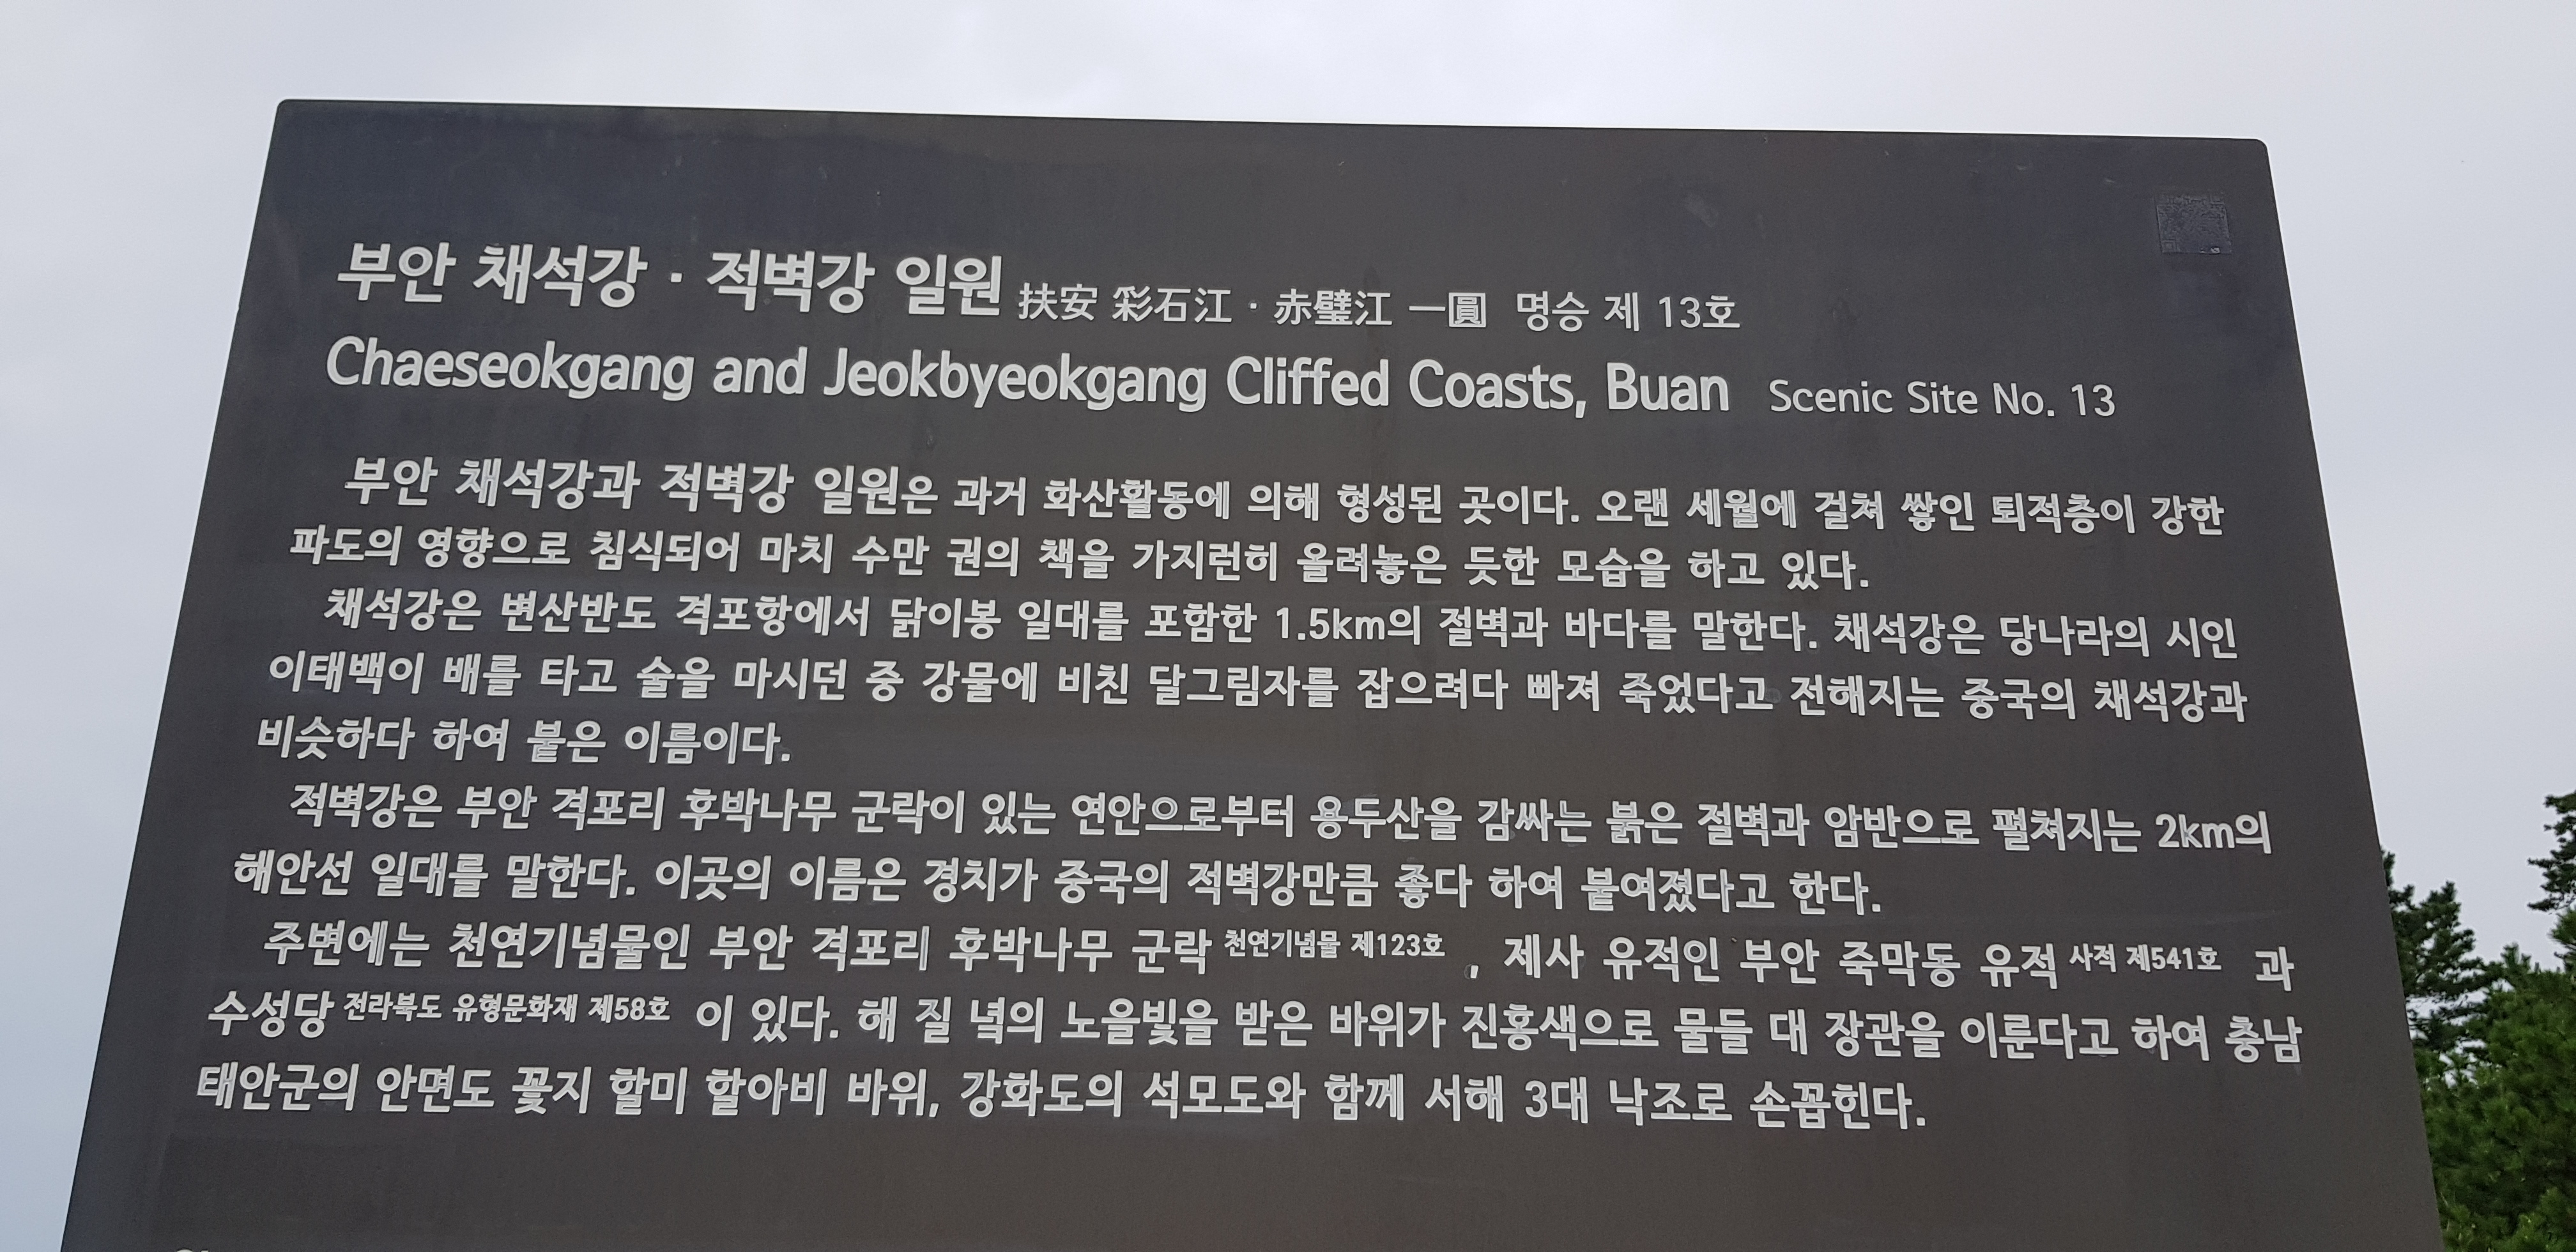 부안 채석강 · 적벽강 일원 扶安 彩石江 · 赤壁江 一圓 명승 제 13호
Chaeseokgang and Jeokbyeokgang Cliffed Coasts, Buan Scenic Site No. 13
부안 채석강과 적벽강 일원은 과거 화산활동에 의해 형성된 곳이다. 오랜 세월에 걸쳐 쌓인 퇴적층이 강한
파도의 영향으로 침식되어 마치 수만 권의 책을 가지런히 올려놓은 듯한 모습을 하고 있다.
채석강은 변산반도 격포항에서 닭이봉 일대를 포함한 1.5km의 절벽과 바다를 말한다. 채석강은 당나라의 시인
이태백이 배를 타고 술을 마시던 중 강물에 비친 달그림자를 잡으려다 빠져 죽었다고 전해지는 중국의 채석강과
비슷하다 하여 붙은 이름이다.
적벽강은 부안 격포리 후박나무 군락이 있는 연안으로부터 용두산을 감싸는 붉은 절벽과 암반으로 펼쳐지는 2km의
해안선 일대를 말한다. 이곳의 이름은 경치가 중국의 적벽강만큼 좋다 하여 붙여졌다고 한다.
주변에는 천연기념물인 부안 격포리 후박나무 군락 천연기념물 제123호 , 제사 유적인 부안 죽막동 유적 사적 제541호 과
수성당 전라북도 유형문화재 제58호 이 있다. 해 질 녘의 노을빛을 받은 바위가 진홍색으로 물들 대 장관을 이룬다고 하여 충남
태안군의 안면도 꽃지 할미 할아비 바위, 강화도의 석모도와 함께 서해 3대 낙조로 손꼽힌다.